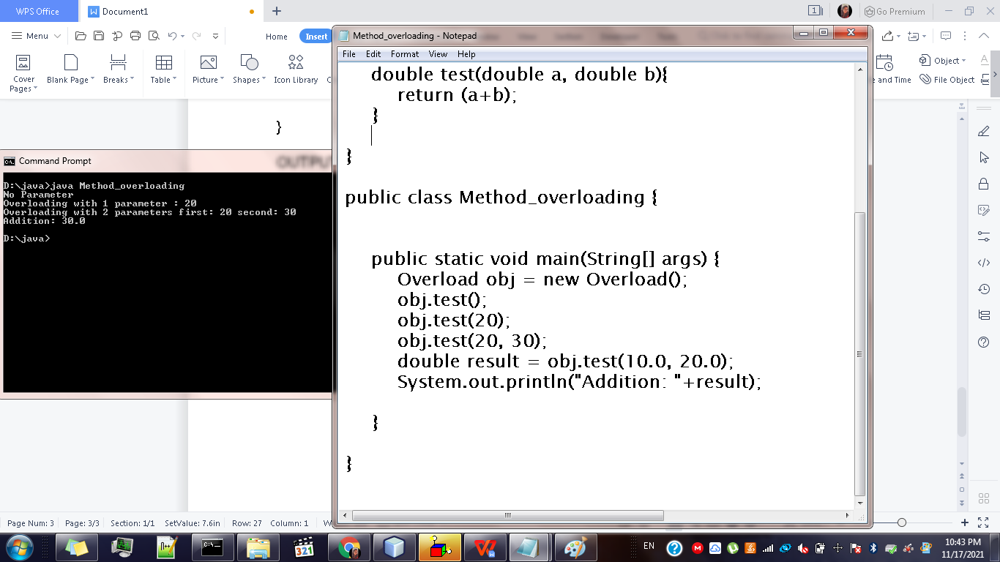 WPS Office
Document1
1
Go Premium
Menu
Home
Insert
Cover Pages
Blank Page
Breaks
Table
Picture
Shapes
Icon Library
Object
File Object
e and Time
}
OUTPU
Method_overloading - Notepad
File Edit Format View Help
double test(double a, double b){
return (a+b);
}
}
public class Method_overloading {
public static void main(String[] args) {
Overload obj = new Overload();
obj.test();
obj.test(20);
obj.test(20, 30);
double result = obj.test(10.0, 20.0);
System.out.println("Addition: "+result);
}
}
Command Prompt
D:\java>java Method_overloading
No Parameter
Overloading with 1 parameter : 20
Overloading with 2 parameters first: 20 second: 30
Addition: 30.0
D:\java>
Page Num: 3 Page: 3/3 Section: 1/1 SetValue: 7.6in Row: 27 Column: 1 W
321
EN
10:43 PM
11/17/2021